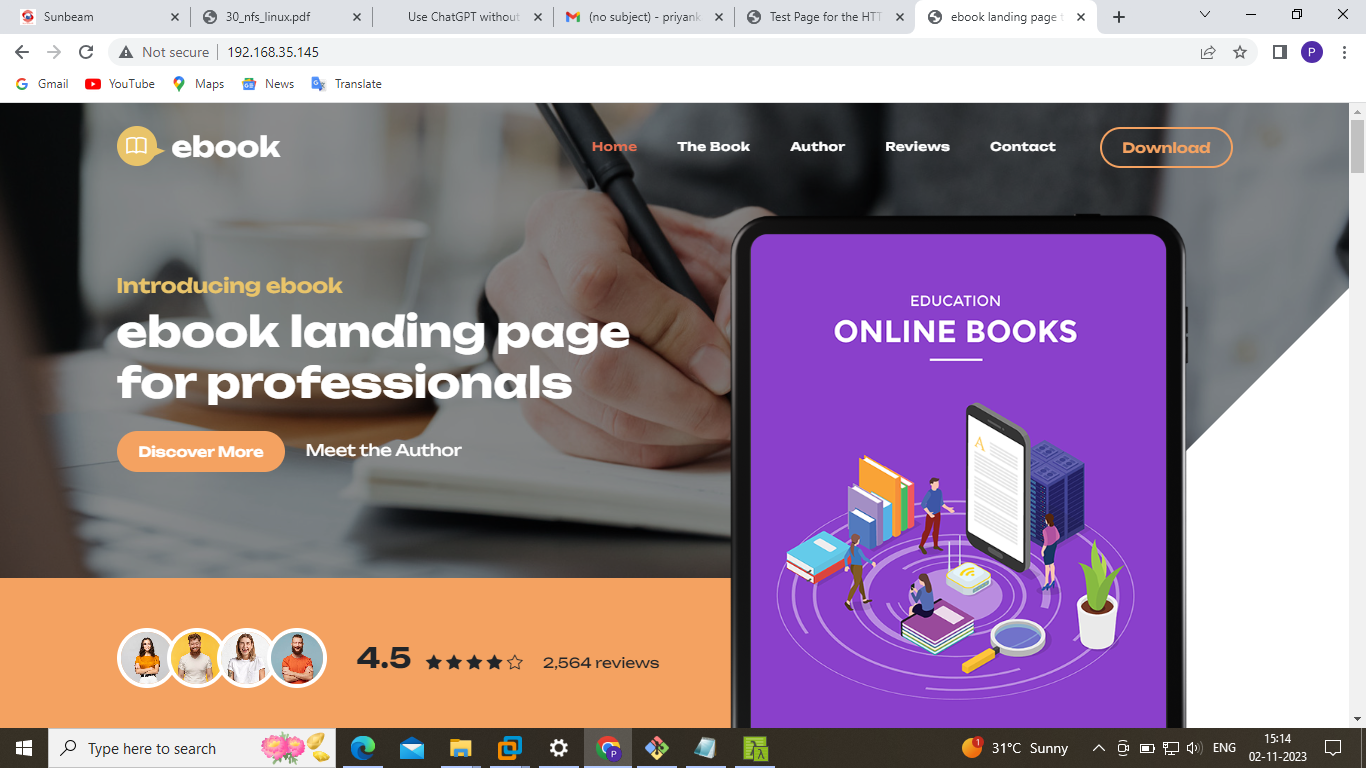 Sunbeam
30_nfs_linux.pdf
Use ChatGPT without
(no subject) - priyank
Test Page for the HTT
ebook landing page t
Not secure
192.168.35.145
P
Gmail
YouTube
Maps
News
Translate
ebook
Home
The Book
Author
Reviews
Contact
Download
Introducing ebook
ebook landing page
for professionals
Discover More
Meet the Author
EDUCATION
ONLINE BOOKS
A
4.5
2,564 reviews
Type here to search
P
1
31°C Sunny
ENG
15:14
02-11-2023